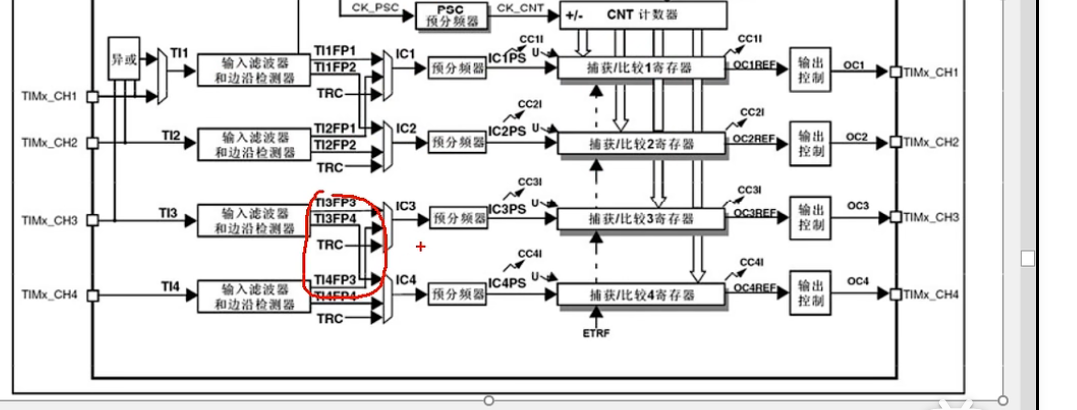 CK_PSC
PSC
预分频器
CK_CNT
+/-
CNT 计数器
异或
TI1
输入滤波器
和边沿检测器
TI1FP1
TI1FP2
TRC
IC1
预分频器
IC1PS
CC1I
U
捕获/比较1寄存器
CC1I
OC1REF
输出
控制
OC1
TIMx_CH1
TIMx_CH1
TIMx_CH2
TI2
输入滤波器
和边沿检测器
TI2FP1
TI2FP2
TRC
IC2
预分频器
IC2PS
CC2I
U
捕获/比较2寄存器
CC2I
OC2REF
输出
控制
OC2
TIMx_CH2
TIMx_CH3
TI3
输入滤波器
和边沿检测器
TI3FP3
TI3FP4
TRC
IC3
预分频器
IC3PS
CC3I
U
捕获/比较3寄存器
CC3I
OC3REF
输出
控制
OC3
TIMx_CH3
TIMx_CH4
TI4
输入滤波器
和边沿检测器
TI4FP3
TI4FP4
TRC
IC4
预分频器
IC4PS
CC4I
U
捕获/比较4寄存器
CC4I
OC4REF
输出
控制
OC4
TIMx_CH4
ETRF